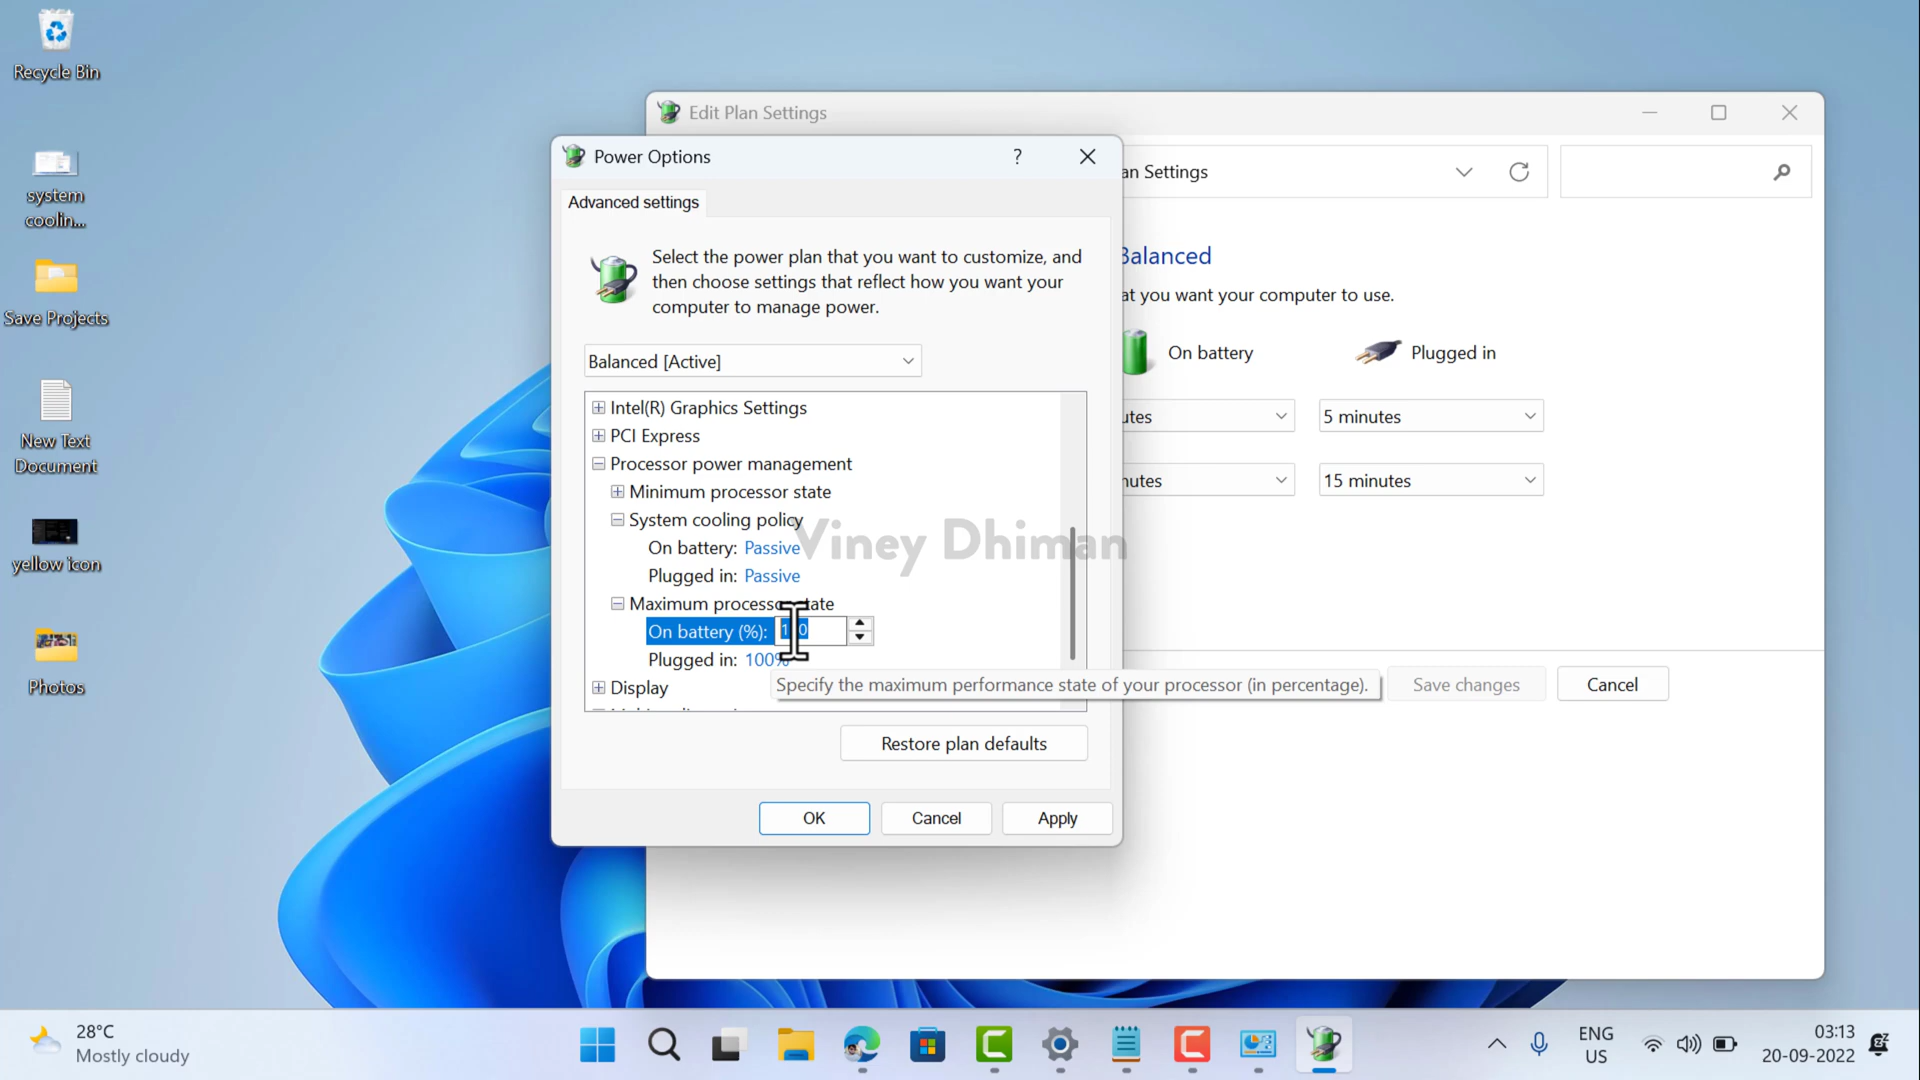 Recycle Bin
system
coolin...
Save Projects
New Text
Document
yellow icon
Photos
Edit Plan Settings
an Settings
Balanced
at you want your computer to use.
On battery
Plugged in
utes
5 minutes
nutes
15 minutes
Save changes
Cancel
Power Options
?
Advanced settings
Select the power plan that you want to customize, and
then choose settings that reflect how you want your
computer to manage power.
Balanced [Active]
Intel(R) Graphics Settings
PCI Express
Processor power management
Minimum processor state
System cooling policy
On battery: Passive
Plugged in: Passive
Maximum processor state
On battery (%):
Plugged in: 100%
Display
Specify the maximum performance state of your processor (in percentage).
Restore plan defaults
OK
Cancel
Apply
Viney Dhiman
28°C
Mostly cloudy
ENG
US
03:13
20-09-2022